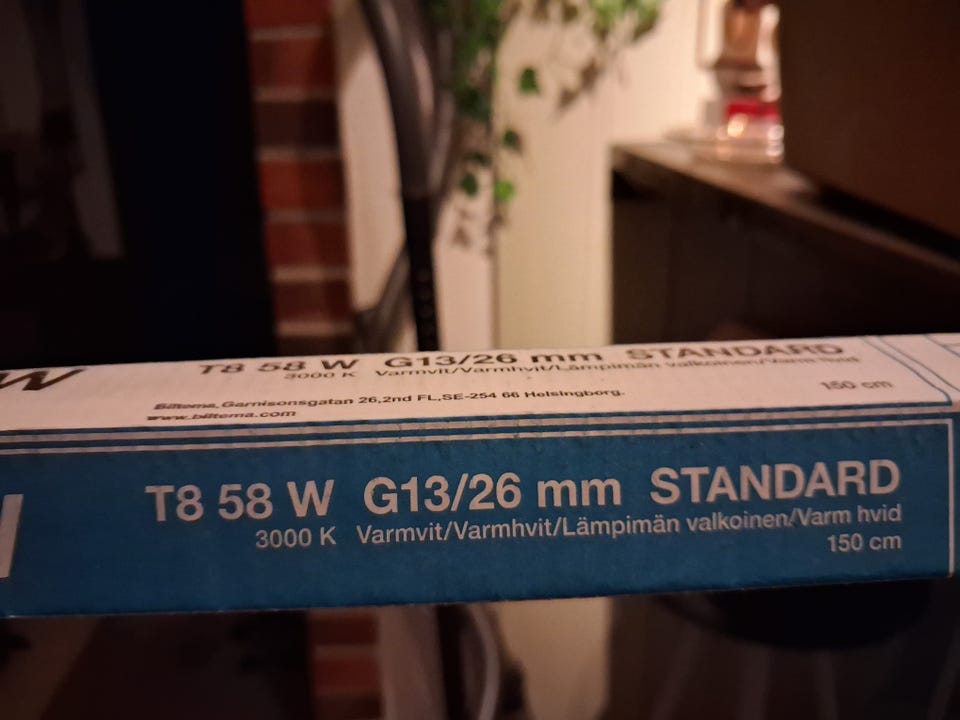 W
T8 58 W G13/26 mm STANDARD
3000 K Varmvit/Varmhvit/Lämpimän valkoinen/Varm hvid
150 cm
Biltema, Garnisonsgatan 26,2nd FL,SE-254 66 Helsingborg.
www.biltema.com
T8 58 W G13/26 mm STANDARD
3000 K Varmvit/Varmhvit/Lämpimän valkoinen/Varm hvid
150 cm